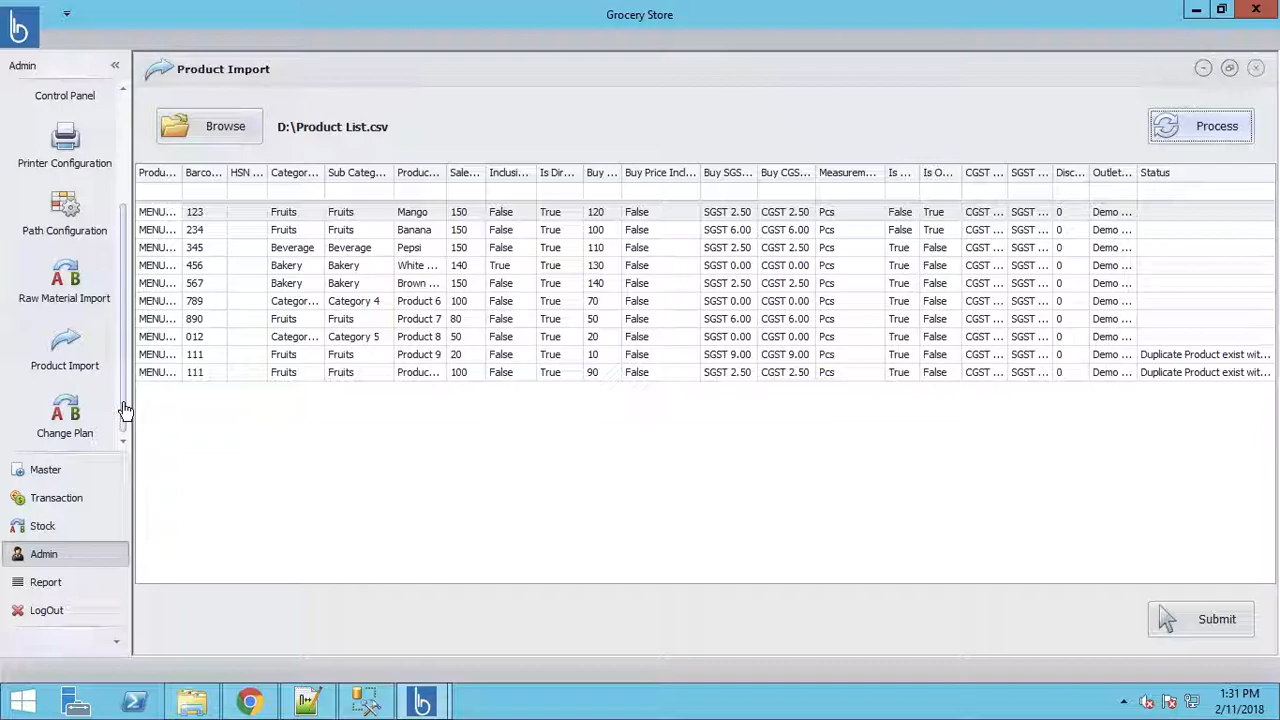 Grocery Store
Admin «
Control Panel
Printer Configuration
Path Configuration
Raw Material Import
Product Import
Change Plan
Master
Transaction
Stock
Admin
Report
LogOut
Product Import
Browse D:\Product List.csv Process
Produ... Barco... HSN ... Categor... Sub Categ... Produc... Sale... Inclusi... Is Dir... Buy ... Buy Price Incl... Buy SGS... Buy CGS... Measurem... Is ... Is O... CGST ... SGST ... Disc... Outlet... Status
MENU... 123 Fruits Fruits Mango 150 False True 120 False SGST 2.50 CGST 2.50 Pcs False True CGST ... SGST ... 0 Demo ...
MENU... 234 Fruits Fruits Banana 150 False True 100 False SGST 6.00 CGST 6.00 Pcs False True CGST ... SGST ... 0 Demo ...
MENU... 345 Beverage Beverage Pepsi 150 False True 110 False SGST 2.50 CGST 2.50 Pcs True False CGST ... SGST ... 0 Demo ...
MENU... 456 Bakery Bakery White ... 140 True True 130 False SGST 0.00 CGST 0.00 Pcs True False CGST ... SGST ... 0 Demo ...
MENU... 567 Bakery Bakery Brown ... 150 False True 140 False SGST 2.50 CGST 2.50 Pcs True False CGST ... SGST ... 0 Demo ...
MENU... 789 Categor... Category 4 Product 6 100 False True 70 False SGST 0.00 CGST 0.00 Pcs True False CGST ... SGST ... 0 Demo ...
MENU... 890 Categor... Category 4 Product 7 80 False True 50 False SGST 6.00 CGST 6.00 Pcs True False CGST ... SGST ... 0 Demo ...
MENU... 012 Categor... Category 5 Product 8 50 False True 20 False SGST 0.00 CGST 0.00 Pcs True False CGST ... SGST ... 0 Demo ...
MENU... 111 Fruits Fruits Product 9 20 False True 10 False SGST 9.00 CGST 9.00 Pcs True False CGST ... SGST ... 0 Demo ... Duplicate Product exist wit...
MENU... 111 Fruits Fruits Produc... 100 False True 90 False SGST 2.50 CGST 2.50 Pcs True False CGST ... SGST ... 0 Demo ... Duplicate Product exist wit...
Submit
1:31 PM
2/11/2018